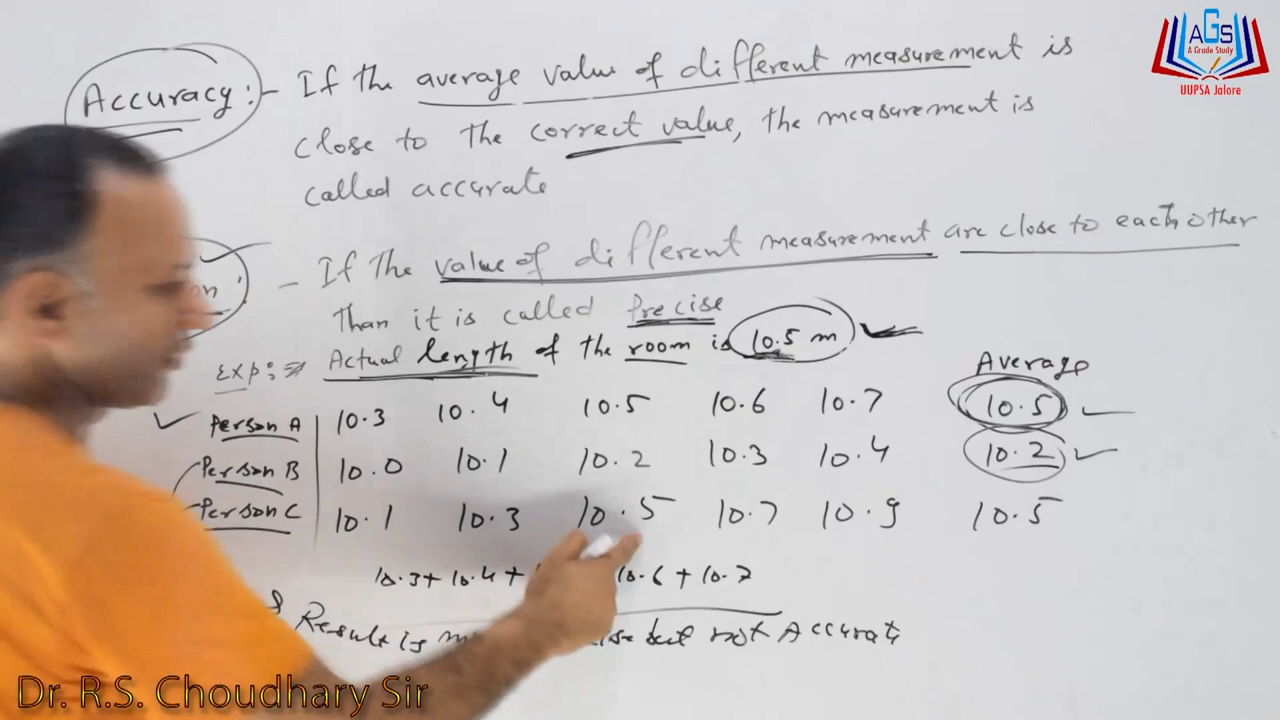 AGS
A Grade Study
UUPSA Jalore
Accuracy :- If the average value of different measurement is
close to the correct value, the measurement is
called accurate
- If the value of different measurement are close to each other
Than it is called Precise
Exp:⇒ Actual length of the room is 10.5 m
Average
Person A 10.3 10.4 10.5 10.6 10.7 10.5
Person B 10.0 10.1 10.2 10.3 10.4 10.2
Person C 10.1 10.3 10.5 10.7 10.9 10.5
10.3+10.4+ 10.6+10.7
Result is but not Accurate
Dr. R.S. Choudhary Sir